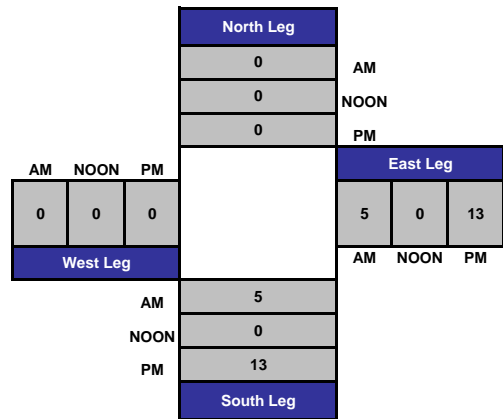 North Leg
0 AM
0 NOON
0 PM
East Leg
AM NOON PM
0 0 0
5 0 13
West Leg
AM NOON PM
AM 5
NOON 0
PM 13
South Leg